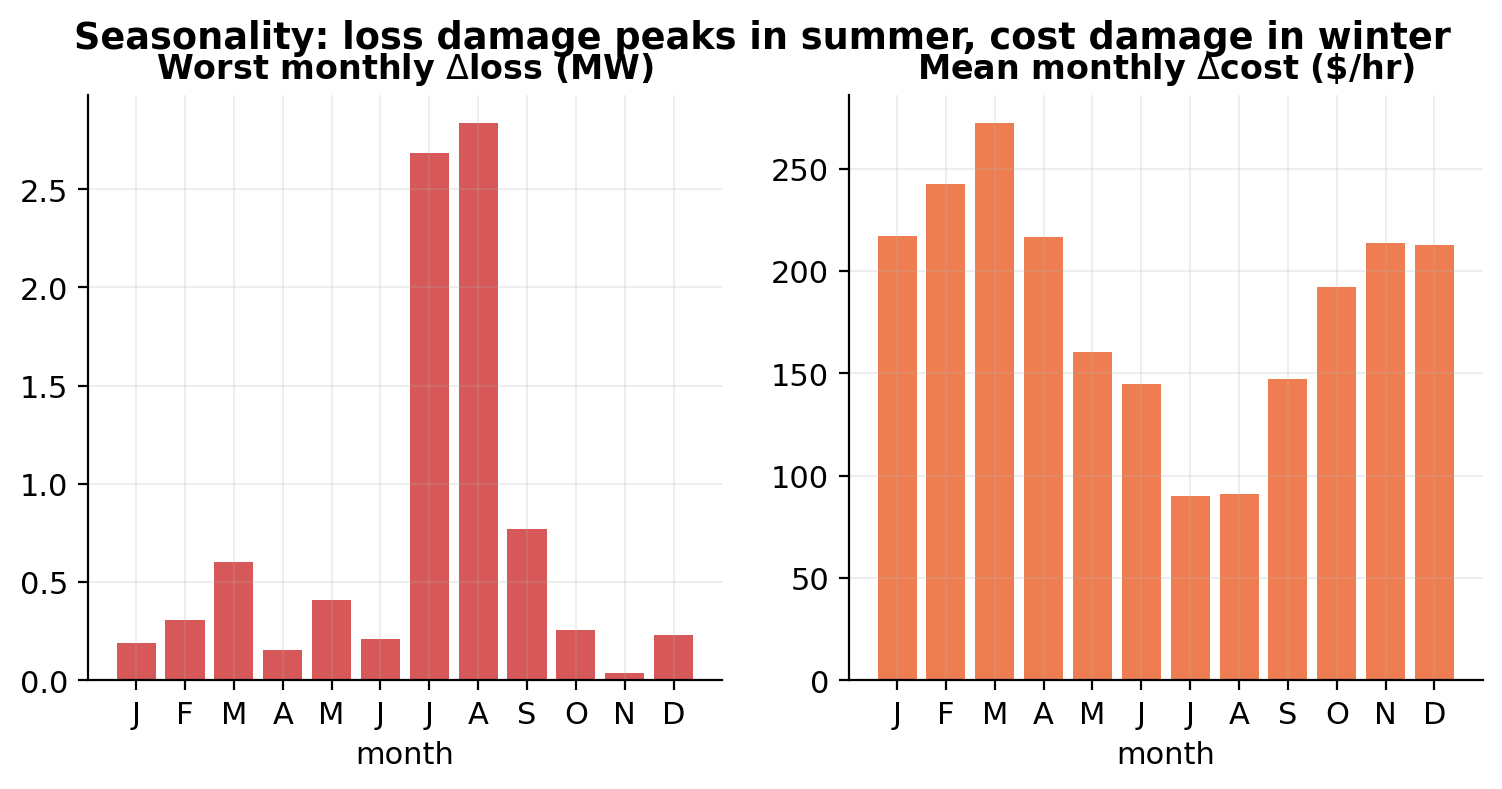 Seasonality: loss damage peaks in summer, cost damage in winter
Worst monthly Δloss (MW)
2.5
2.0
1.5
1.0
0.5
0.0
J F M A M J J A S O N D
month
Mean monthly Δcost ($/hr)
250
200
150
100
50
0
J F M A M J J A S O N D
month